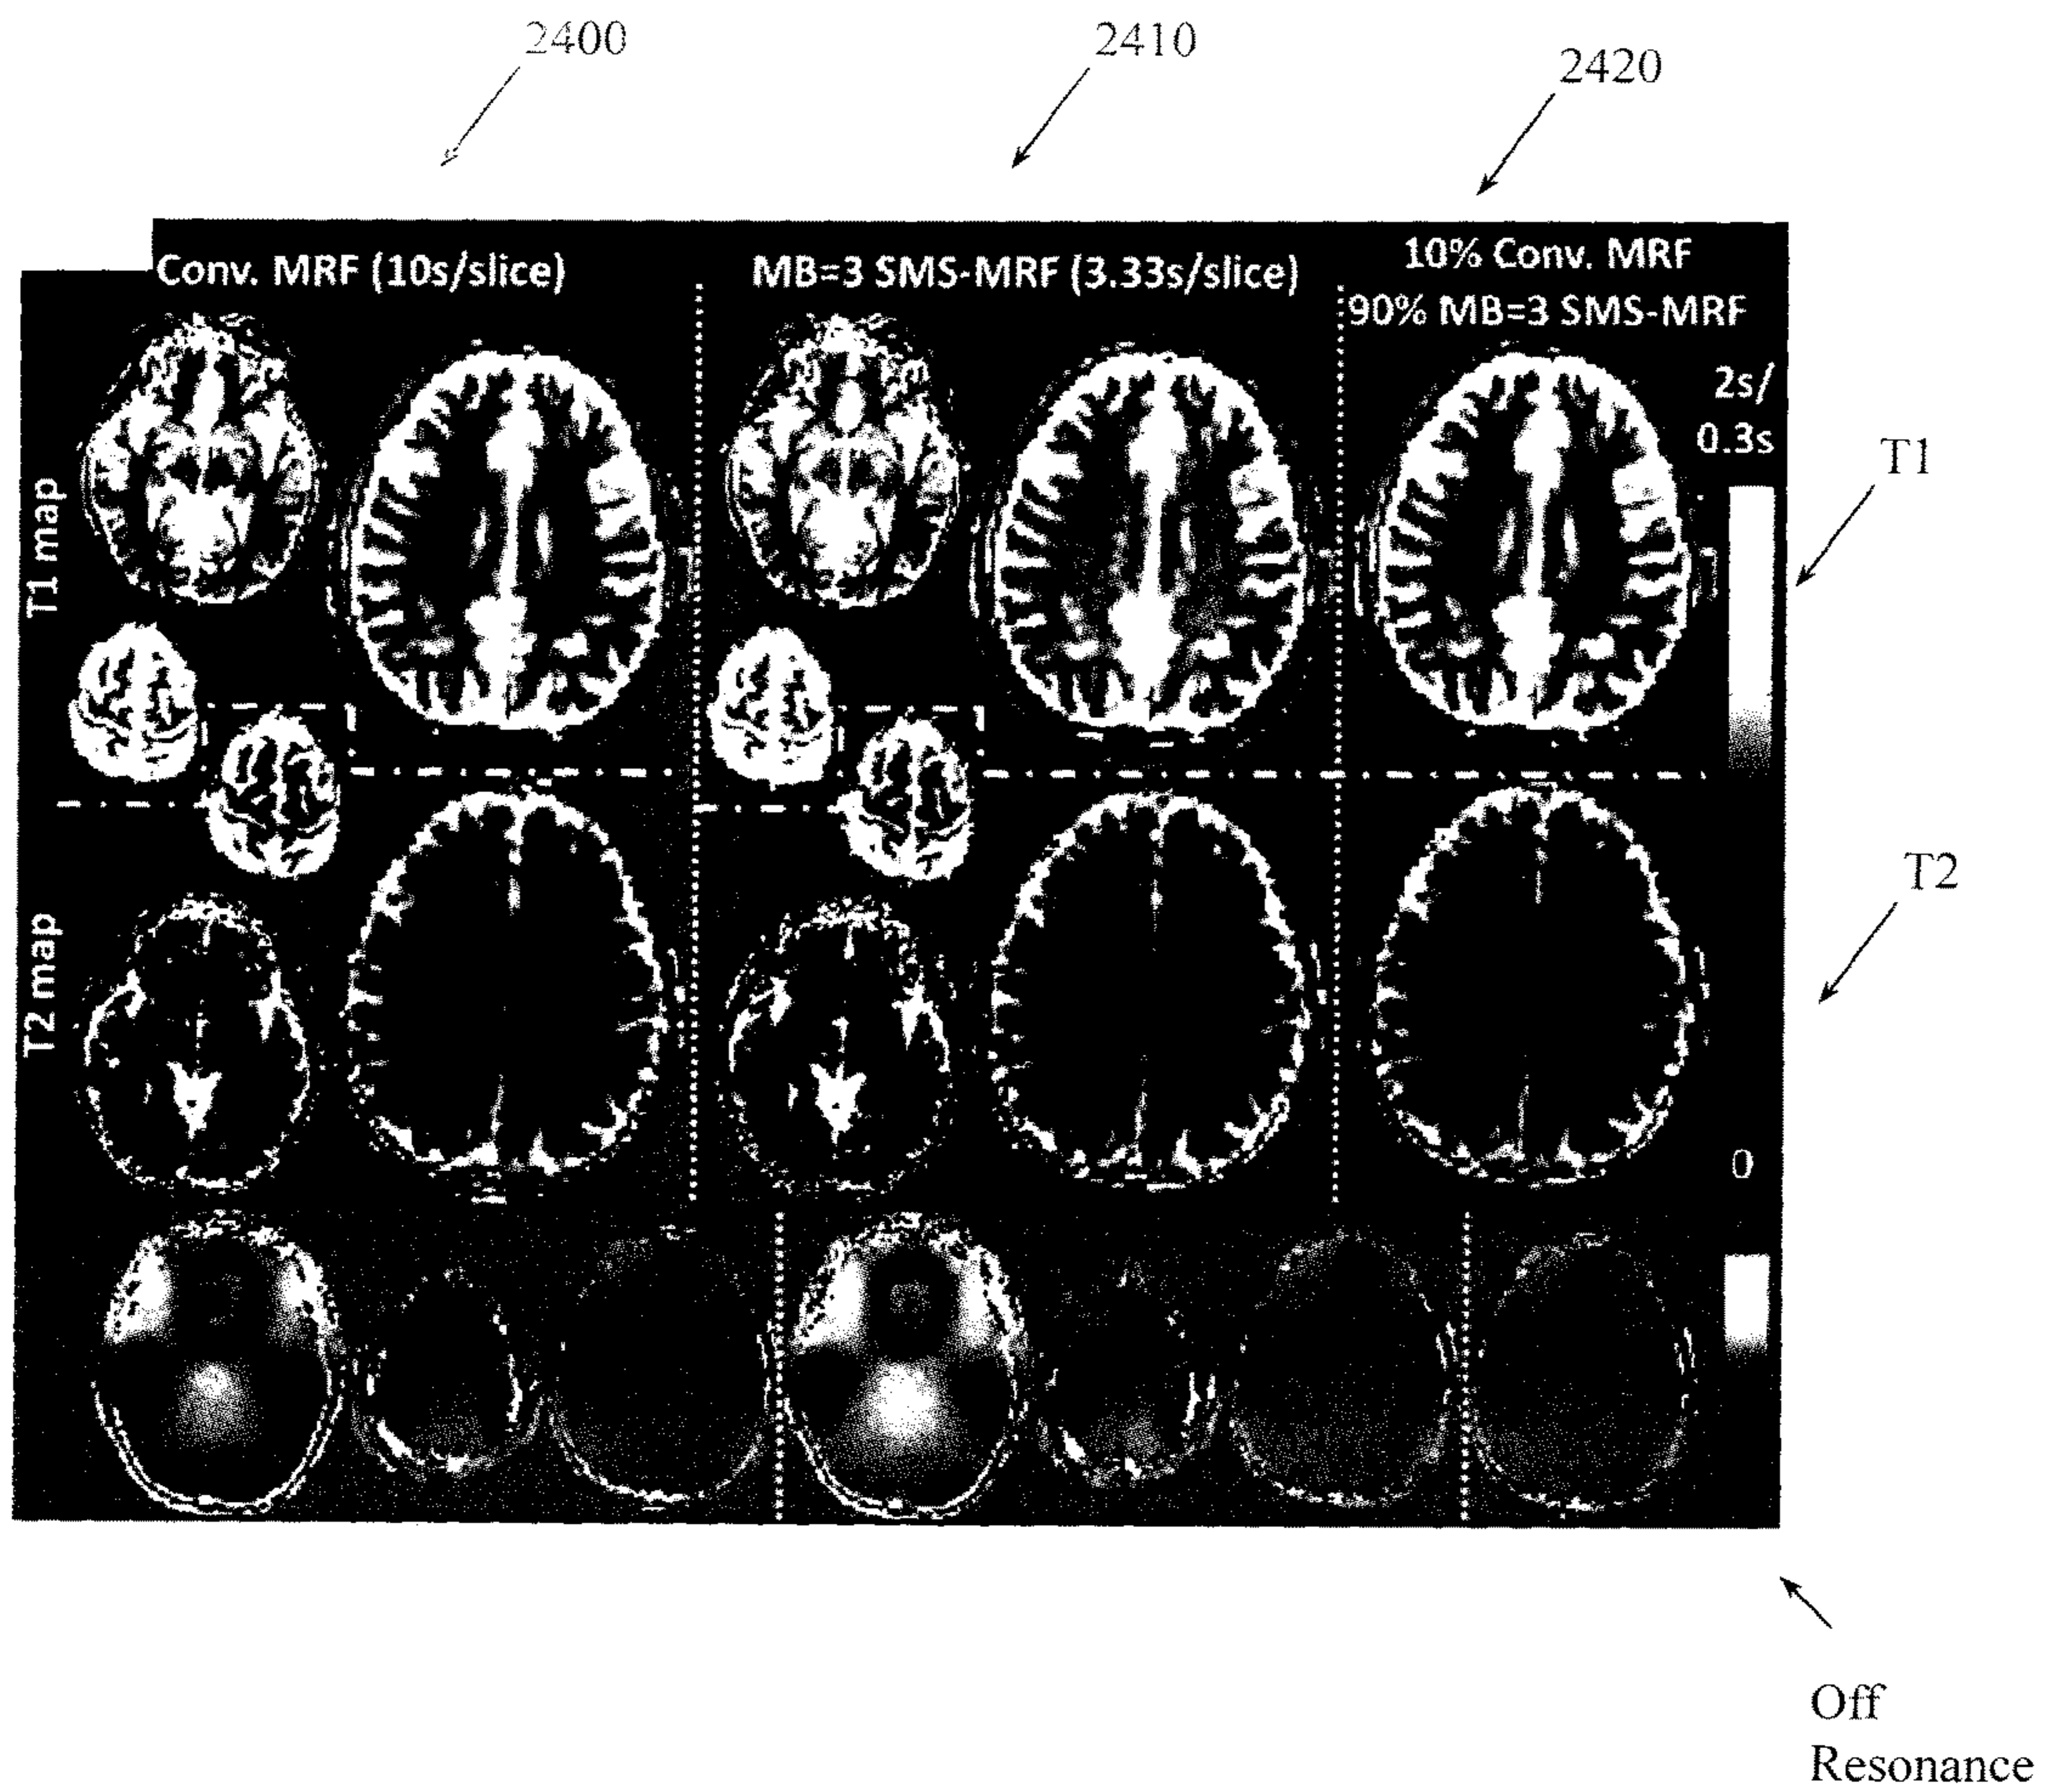 2400
2410
2420
Conv. MRF (10s/slice)
MB=3 SMS-MRF (3.33s/slice)
10% Conv. MRF
90% MB=3 SMS-MRF
2s/
0.3s
T1
T1 map
T2
T2 map
0
Off
Resonance